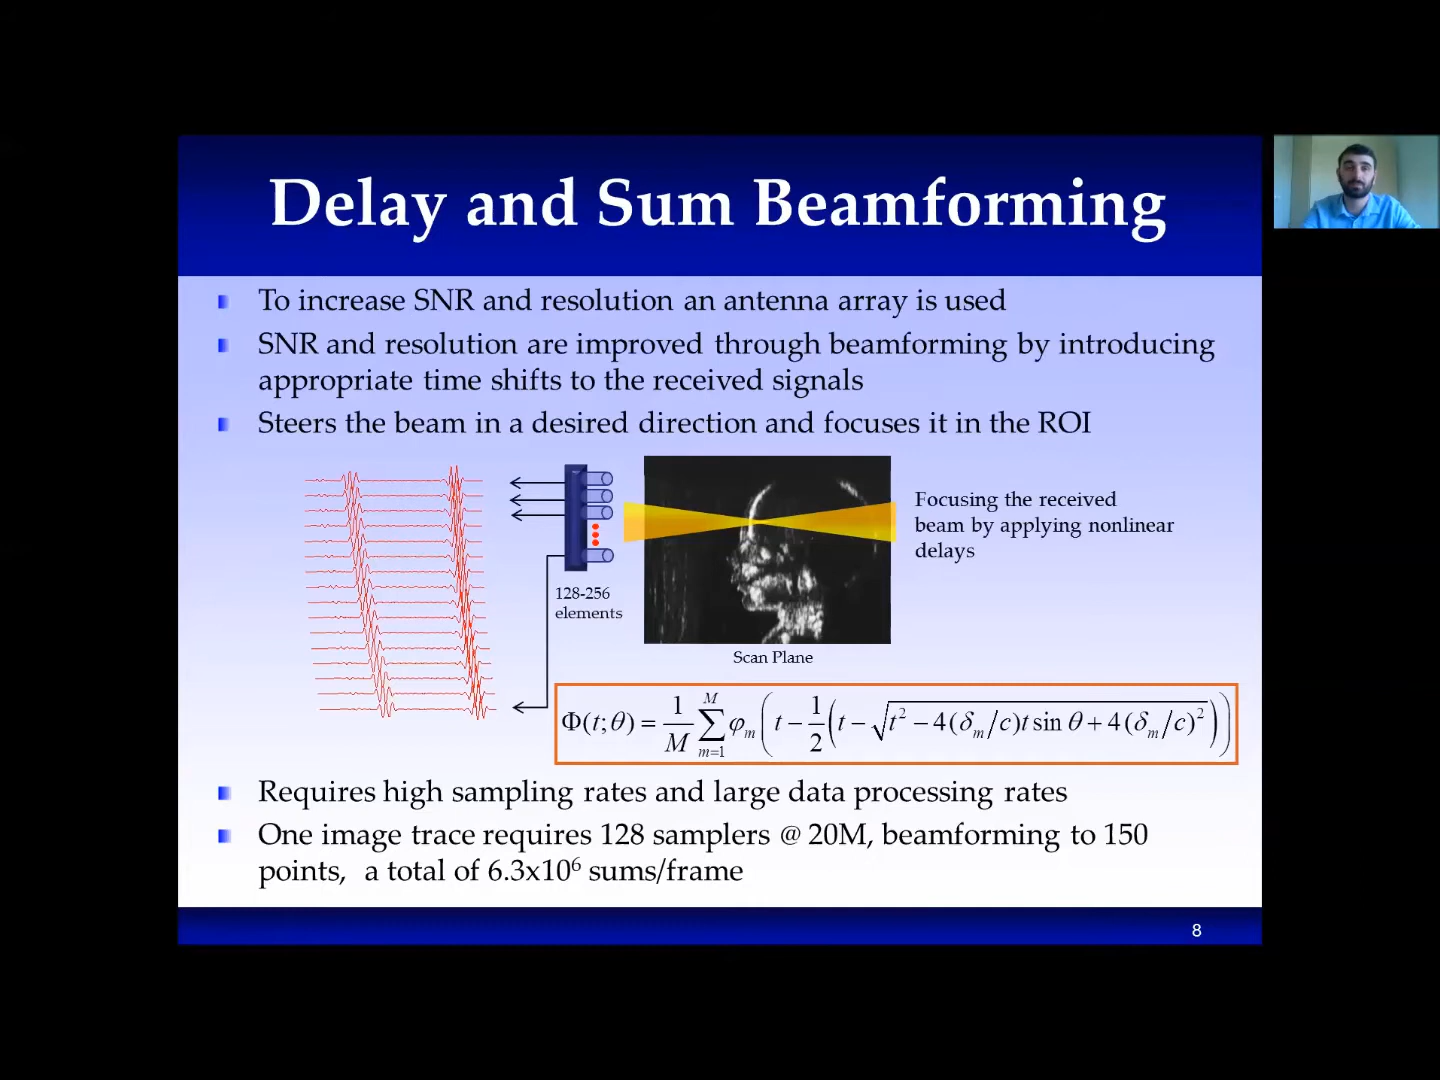 Delay and Sum Beamforming
To increase SNR and resolution an antenna array is used
SNR and resolution are improved through beamforming by introducing
appropriate time shifts to the received signals
Steers the beam in a desired direction and focuses it in the ROI
Focusing the received
beam by applying nonlinear
delays
128-256
elements
Scan Plane
Φ(t;θ) = 1/M ∑_{m=1}^{M} φ_m (t − 1/2 (t − √(t² − 4(δ_m/c)t sin θ + 4(δ_m/c)²)))
Requires high sampling rates and large data processing rates
One image trace requires 128 samplers @ 20M, beamforming to 150
points, a total of 6.3x10⁶ sums/frame
8